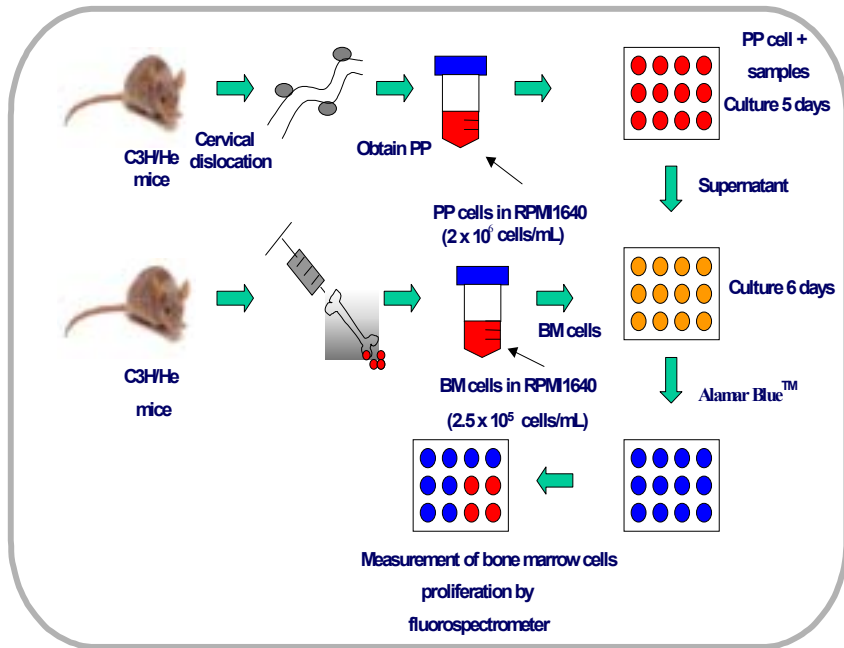 C3H/He
mice
Cervical
dislocation
Obtain PP
PP cells in RPMI1640
(2 x 10⁶ cells/mL)
PP cell +
samples
Culture 5 days
Supernatant
C3H/He
mice
BM cells in RPMI1640
(2.5 x 10⁵ cells/mL)
BM cells
Culture 6 days
Alamar Blue™
Measurement of bone marrow cells
proliferation by
fluorospectrometer